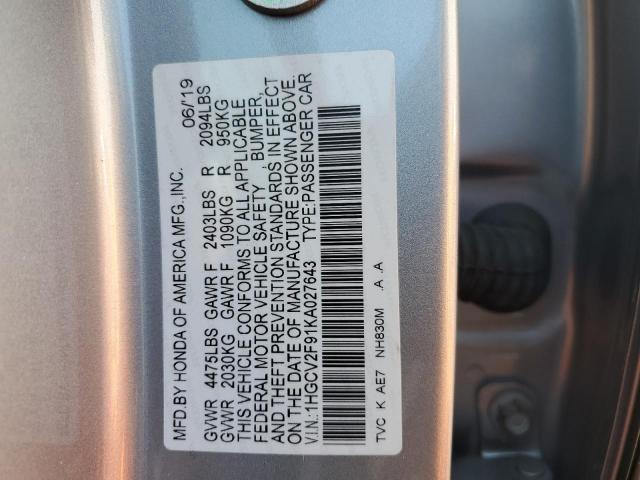 MFD.BY HONDA OF AMERICA MFG.,INC. 06/'19
GVWR 4475LBS GAWR F 2403LBS R 2094LBS
GVWR 2030KG GAWR F 1090KG R 950KG
THIS VEHICLE CONFORMS TO ALL APPLICABLE
FEDERAL MOTOR VEHICLE SAFETY, BUMPER,
AND THEFT PREVENTION STANDARDS IN EFFECT
ON THE DATE OF MANUFACTURE SHOWN ABOVE.
V.I.N.:1HGCV2F91KA027643 TYPE:PASSENGER CAR
TVC K AE7 NH830M .A .A